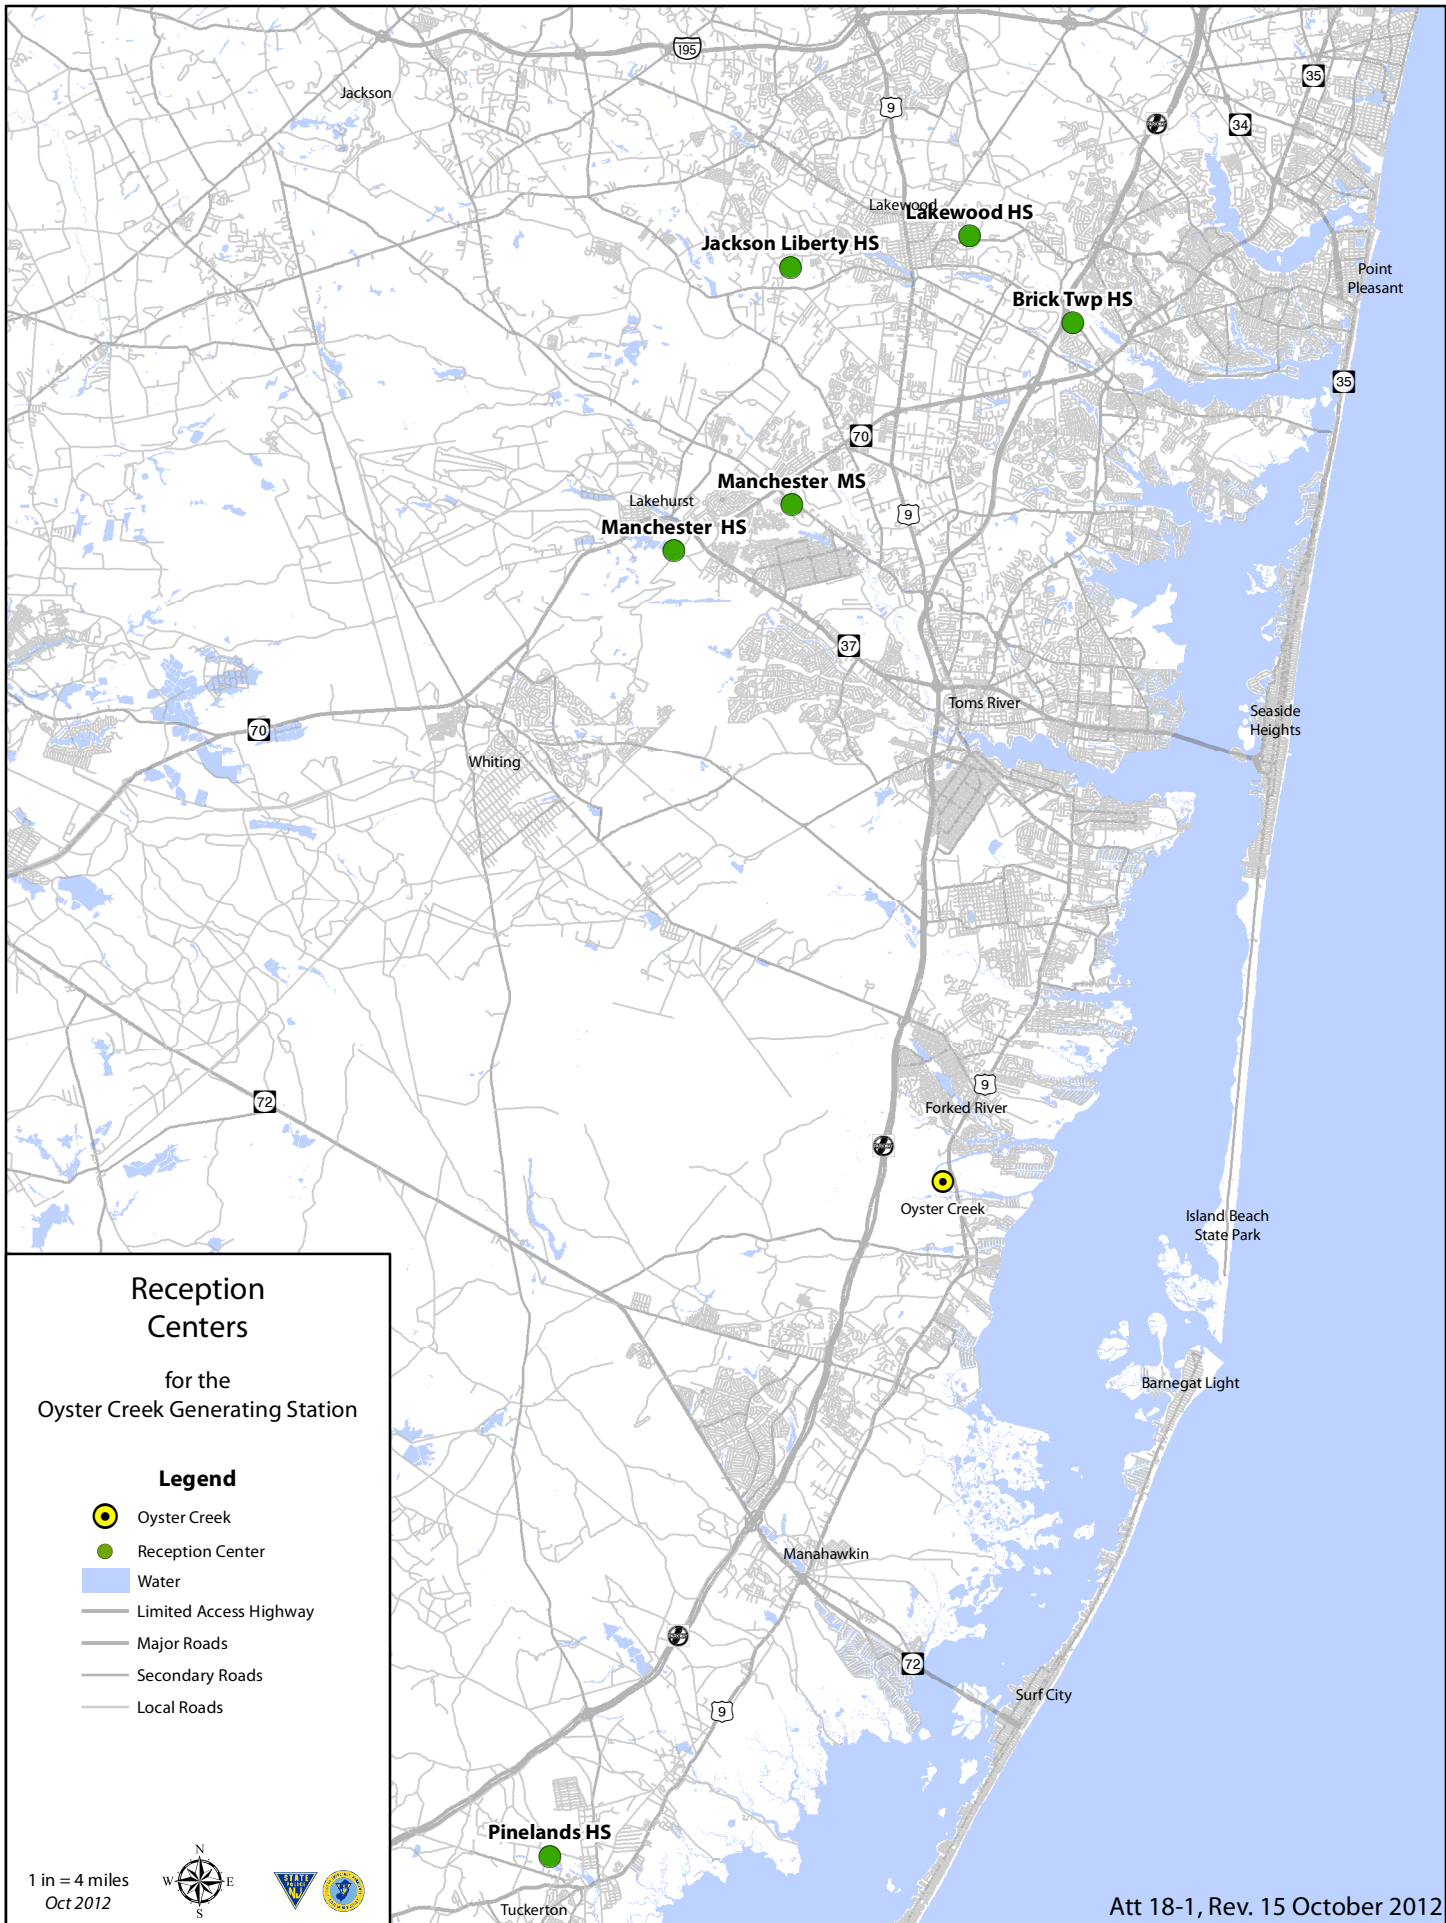 195
35
Jackson
9
34
Lakewood
Lakewood HS
Jackson Liberty HS
Point
Pleasant
Brick Twp HS
35
70
Manchester MS
Lakehurst
9
Manchester HS
37
Toms River
Seaside
Heights
70
Whiting
9
72
Forked River
Oyster Creek
Island Beach
State Park
Barnegat Light
Manahawkin
72
Surf City
9
Pinelands HS
Tuckerton
Reception
Centers
for the
Oyster Creek Generating Station
Legend
Oyster Creek
Reception Center
Water
Limited Access Highway
Major Roads
Secondary Roads
Local Roads
1 in = 4 miles
Oct 2012
N
W
E
S
STATE
POLICE
NJ
Att 18-1, Rev. 15 October 2012